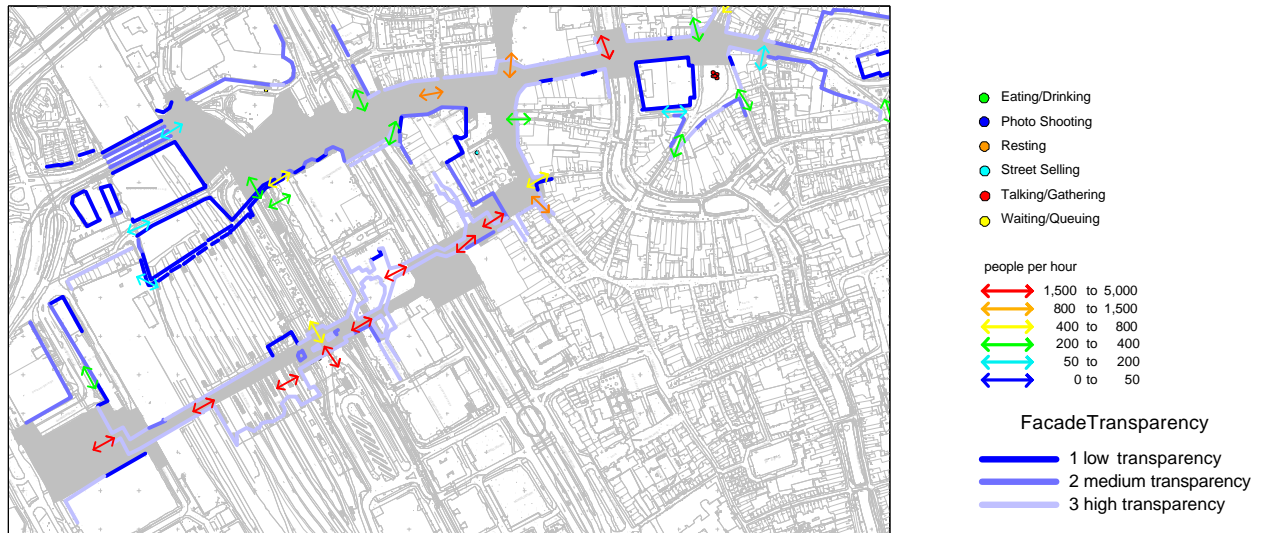 Eating/Drinking
Photo Shooting
Resting
Street Selling
Talking/Gathering
Waiting/Queuing
people per hour
1,500 to 5,000
800 to 1,500
400 to 800
200 to 400
50 to 200
0 to 50
FacadeTransparency
1 low transparency
2 medium transparency
3 high transparency